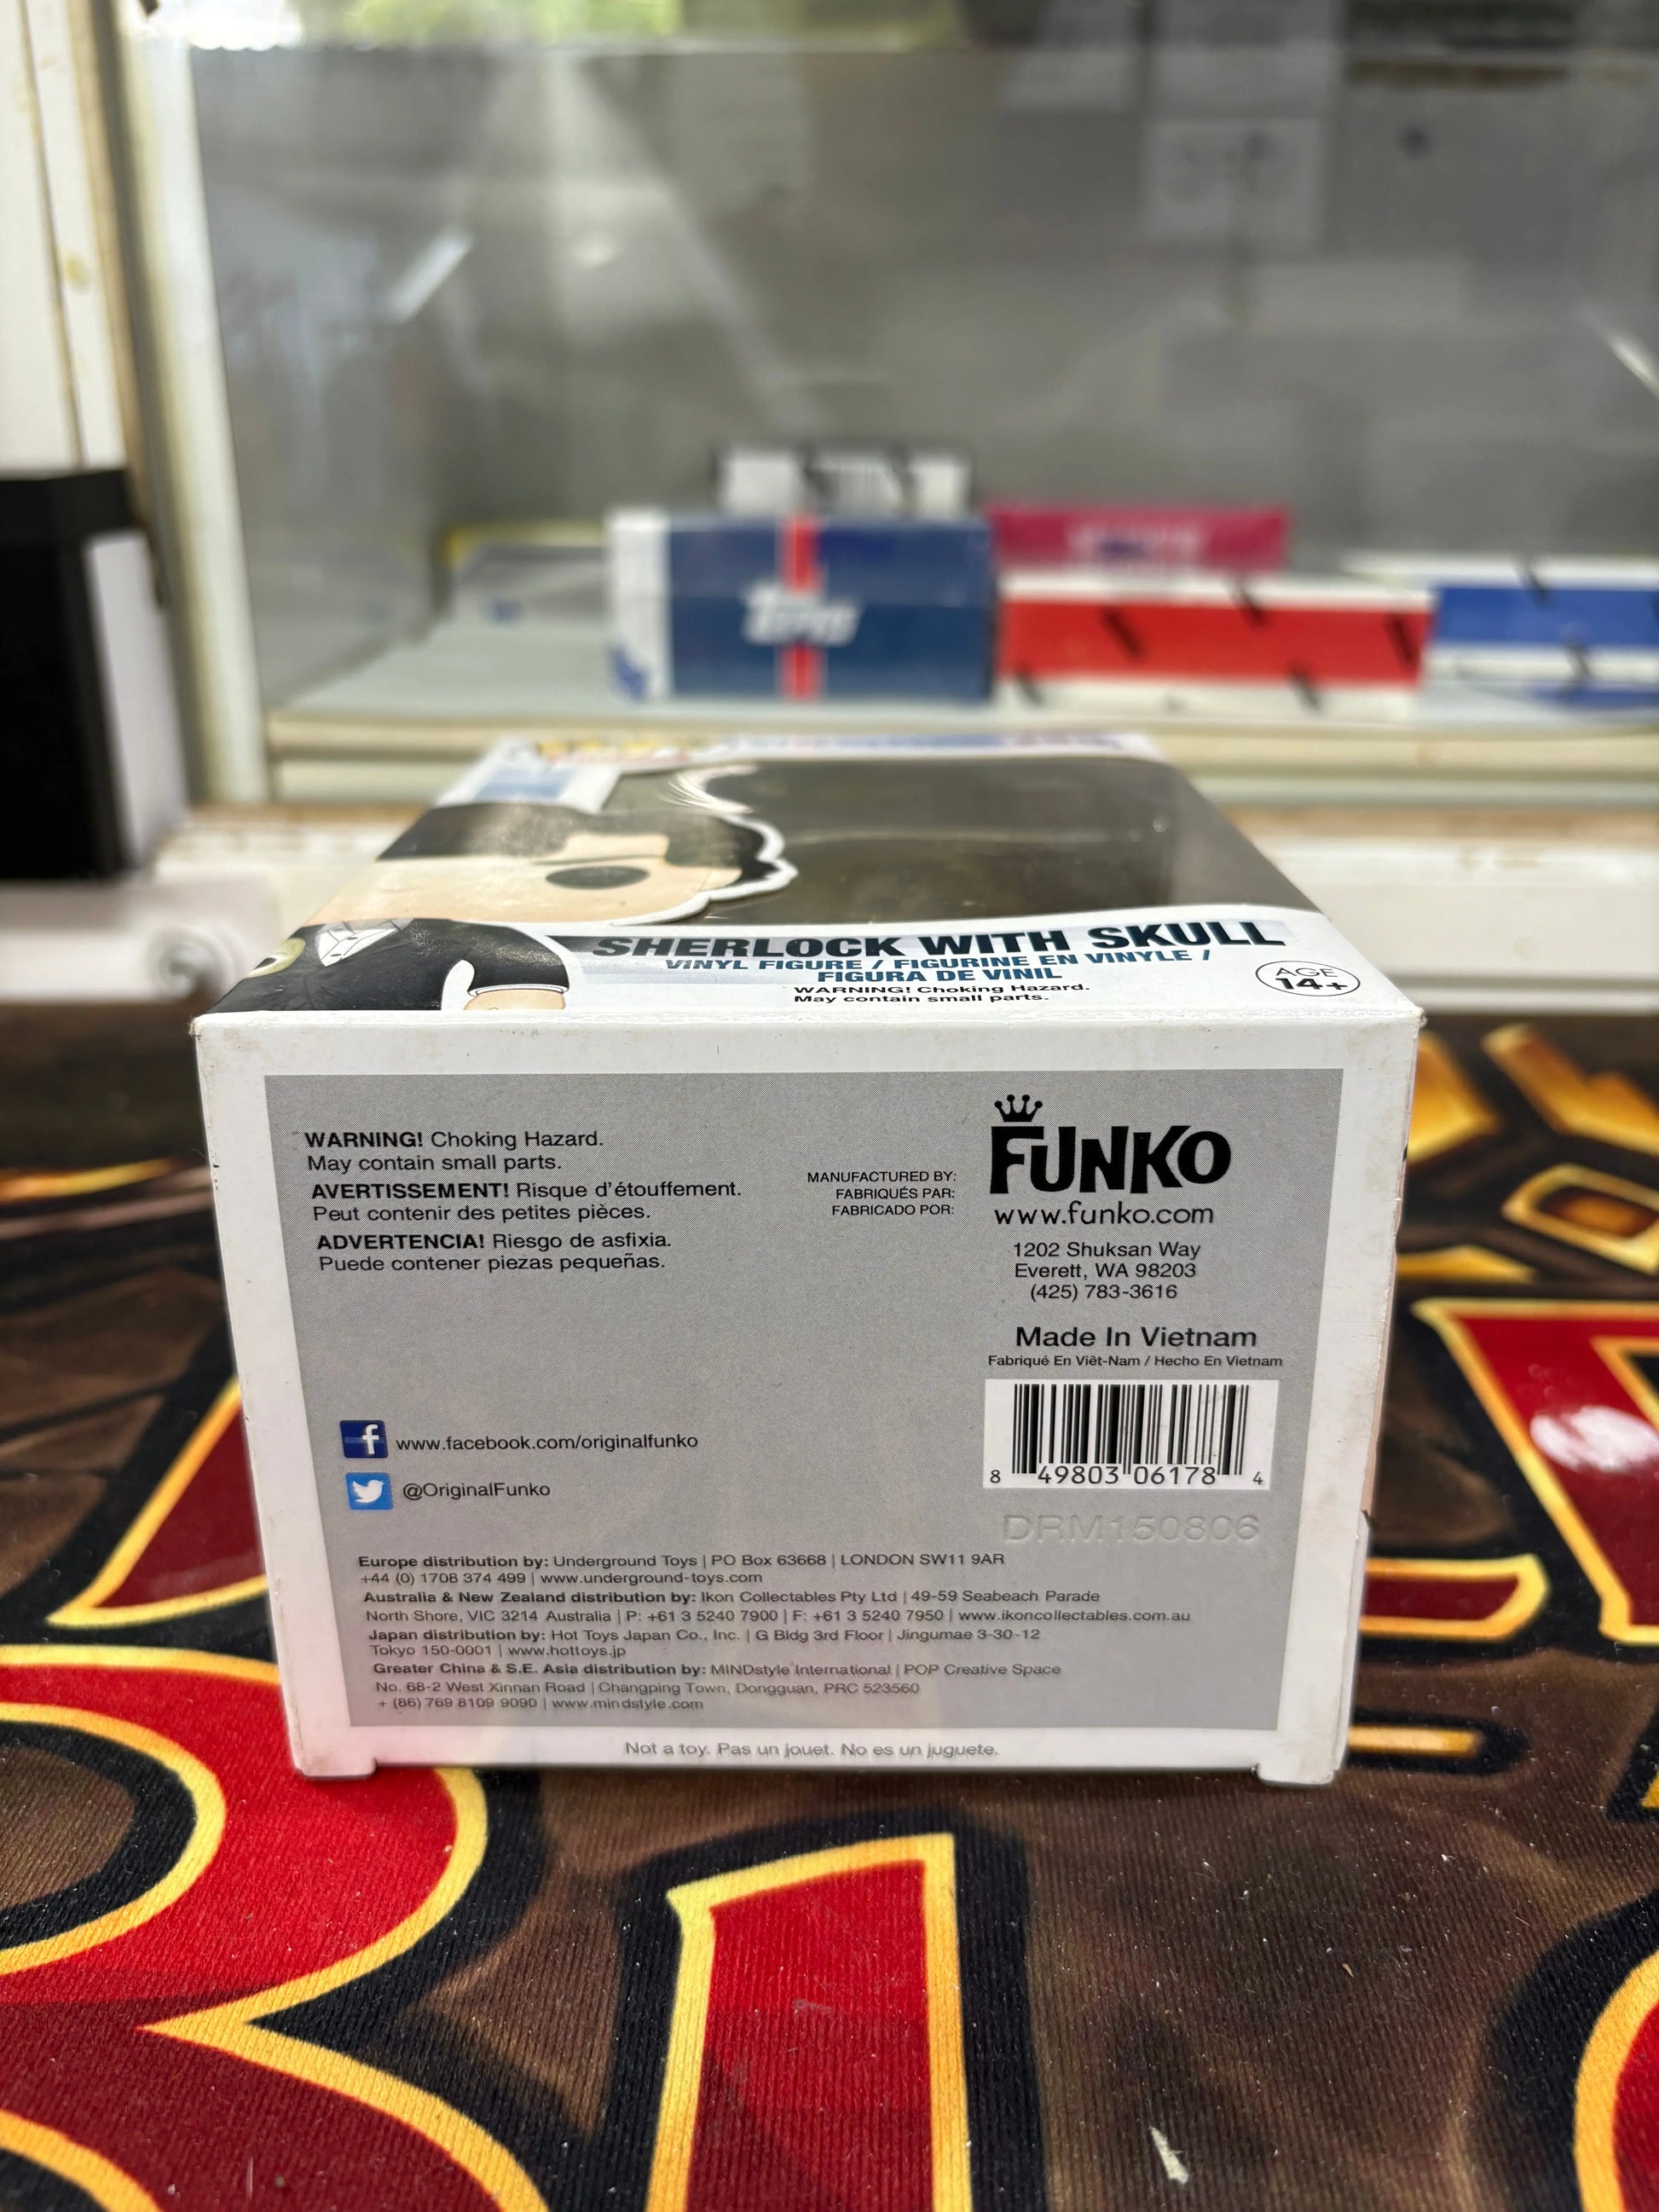 Topps
SHERLOCK WITH SKULL
VINYL FIGURE / FIGURINE EN VINYLE /
FIGURA DE VINIL
WARNING! Choking Hazard.
May contain small parts.
AGE
14+
WARNING! Choking Hazard.
May contain small parts.
AVERTISSEMENT! Risque d'étouffement.
Peut contenir des petites pièces.
ADVERTENCIA! Riesgo de asfixia.
Puede contener piezas pequeñas.
MANUFACTURED BY:
FABRIQUÉS PAR:
FABRICADO POR:
FUNKO
www.funko.com
1202 Shuksan Way
Everett, WA 98203
(425) 783-3616
Made In Vietnam
Fabriqué En Viêt-Nam / Hecho En Vietnam
8 49803 06178 4
DRM150806
f www.facebook.com/originalfunko
@OriginalFunko
Europe distribution by: Underground Toys | PO Box 63668 | LONDON SW11 9AR
+44 (0) 1708 374 499 | www.underground-toys.com
Australia & New Zealand distribution by: Ikon Collectables Pty Ltd | 49-59 Seabeach Parade
North Shore, VIC 3214 Australia | P: +61 3 5240 7900 | F: +61 3 5240 7950 | www.ikoncollectables.com.au
Japan distribution by: Hot Toys Japan Co., Inc. | G Bldg 3rd Floor | Jingumae 3-30-12
Tokyo 150-0001 | www.hottoys.jp
Greater China & S.E. Asia distribution by: MINDstyle International | POP Creative Space
No. 68-2 West Xinnan Road | Changping Town, Dongguan, PRC 523560
+ (86) 769 8109 9090 | www.mindstyle.com
Not a toy. Pas un jouet. No es un juguete.